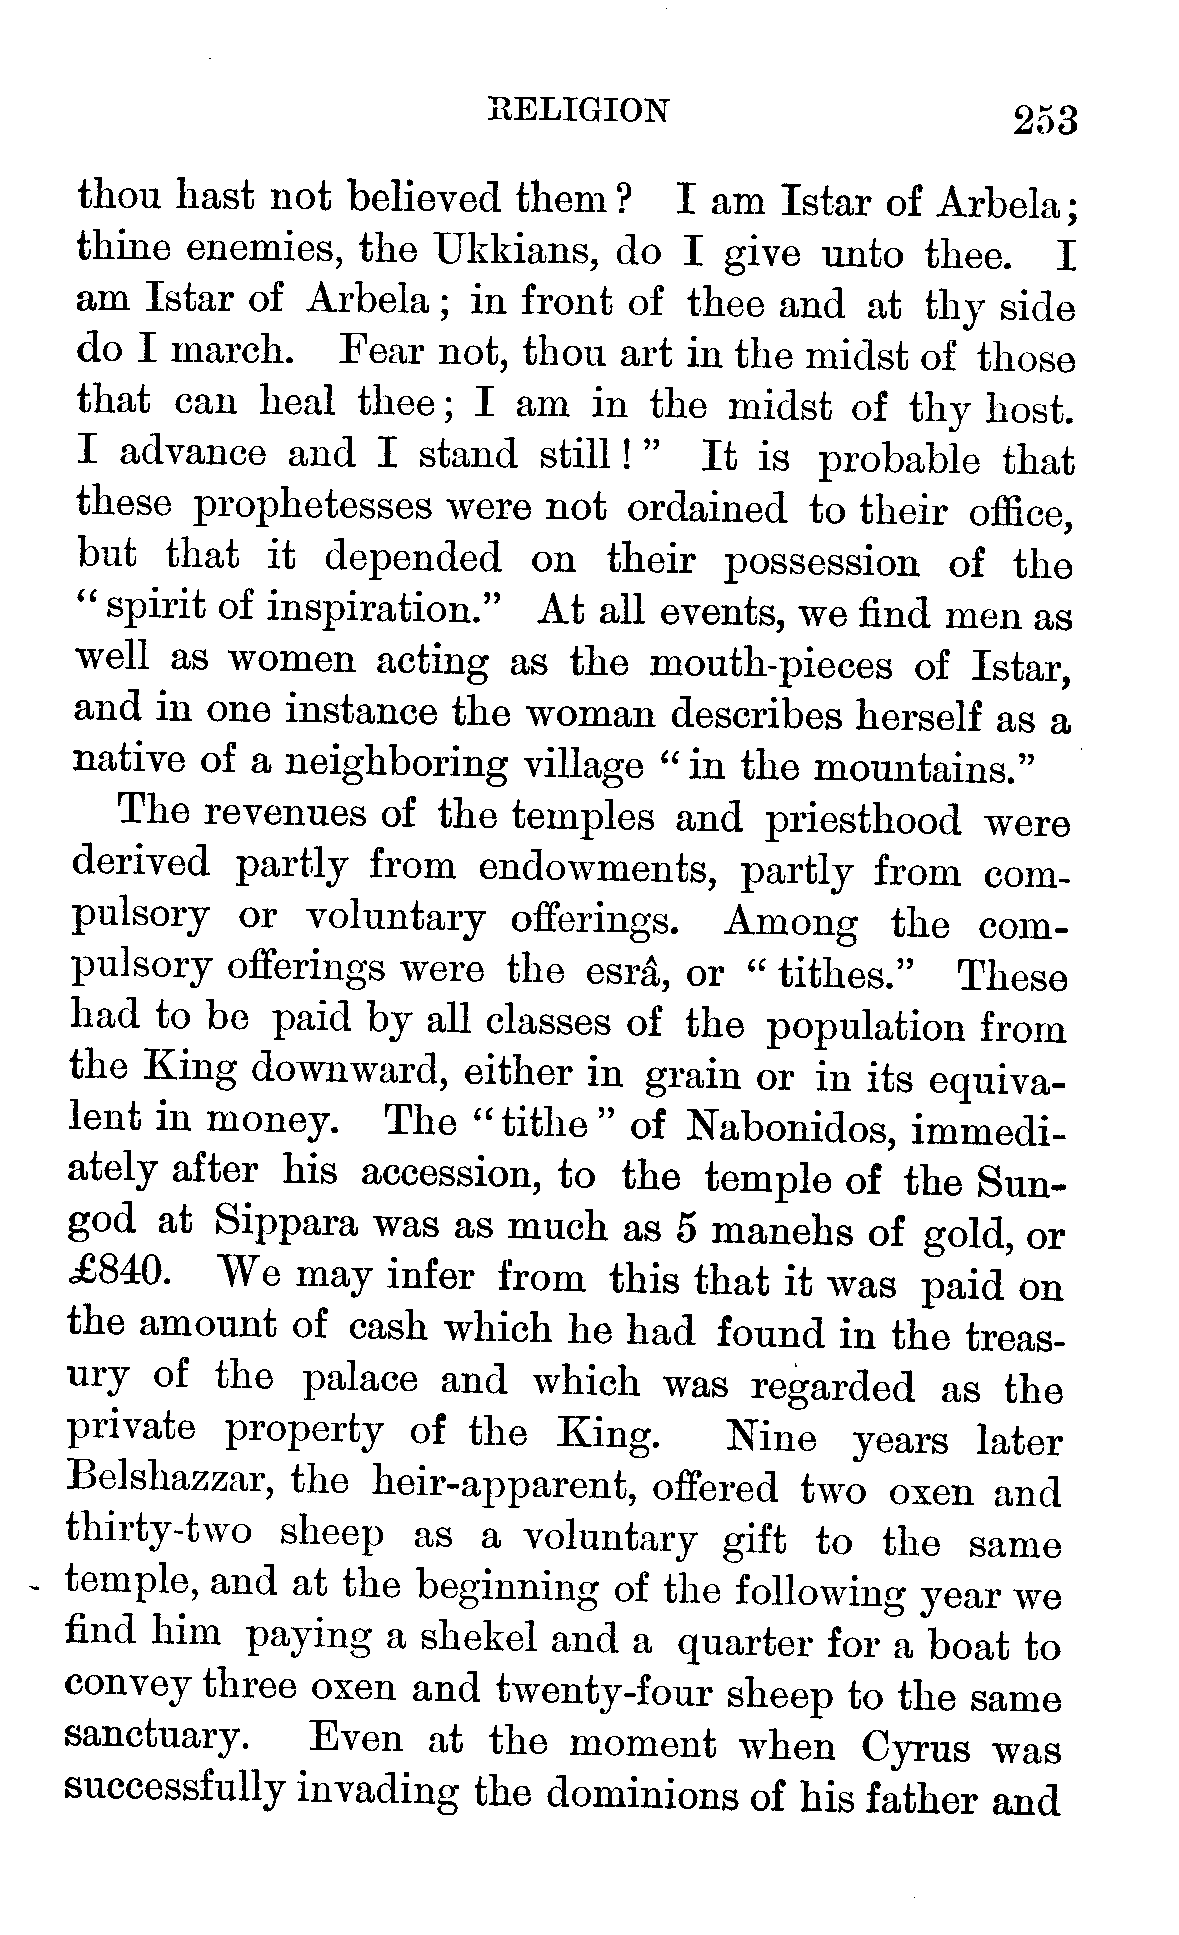 RELIGION 253
thou hast not believed them? I am Istar of Arbela;
thine enemies, the Ukkians, do I give unto thee. I
am Istar of Arbela; in front of thee and at thy side
do I march. Fear not, thou art in the midst of those
that can heal thee; I am in the midst of thy host.
I advance and I stand still!” It is probable that
these prophetesses were not ordained to their office,
but that it depended on their possession of the
“spirit of inspiration.” At all events, we find men as
well as women acting as the mouth-pieces of Istar,
and in one instance the woman describes herself as a
native of a neighboring village “in the mountains.”
The revenues of the temples and priesthood were
derived partly from endowments, partly from com-
pulsory or voluntary offerings. Among the com-
pulsory offerings were the esrâ, or “tithes.” These
had to be paid by all classes of the population from
the King downward, either in grain or in its equiva-
lent in money. The “tithe” of Nabonidos, immedi-
ately after his accession, to the temple of the Sun-
god at Sippara was as much as 5 manehs of gold, or
£840. We may infer from this that it was paid on
the amount of cash which he had found in the treas-
ury of the palace and which was regarded as the
private property of the King. Nine years later
Belshazzar, the heir-apparent, offered two oxen and
thirty-two sheep as a voluntary gift to the same
temple, and at the beginning of the following year we
find him paying a shekel and a quarter for a boat to
convey three oxen and twenty-four sheep to the same
sanctuary. Even at the moment when Cyrus was
successfully invading the dominions of his father and